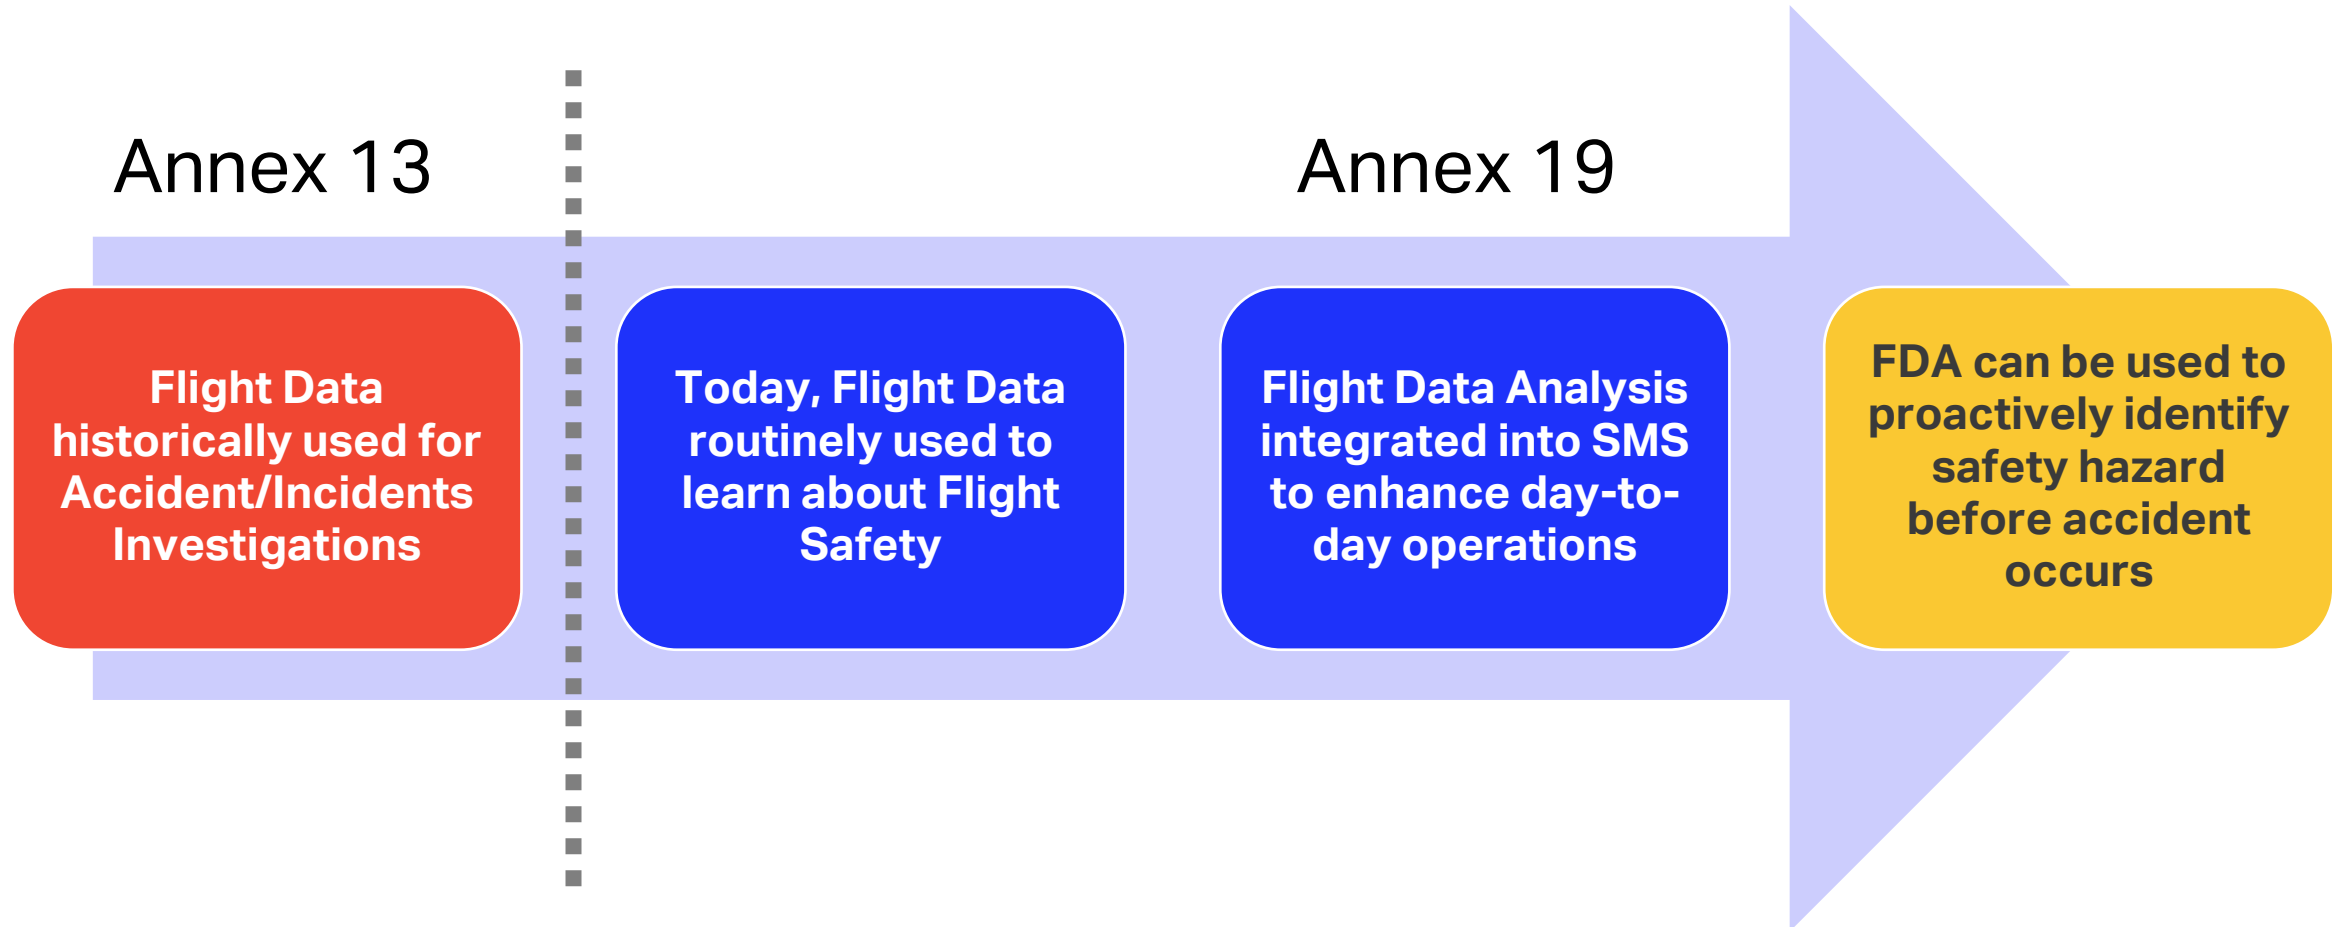 Annex 13
Annex 19
Flight Data
historically used for
Accident/Incidents
Investigations
Today, Flight Data
routinely used to
learn about Flight
Safety
Flight Data Analysis
integrated into SMS
to enhance day-to-
day operations
FDA can be used to
proactively identify
safety hazard
before accident
occurs